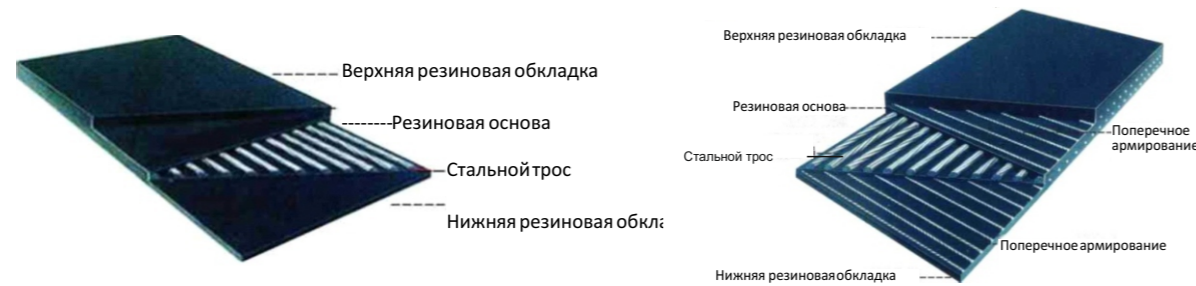 Верхняя резиновая обкладка
Резиновая основа
Стальной трос
Нижняя резиновая обкла
Верхняя резиновая обкладка
Резиновая основа
Поперечное
армирование
Стальной трос
Поперечное армирование
Нижняя резиновая обкладка